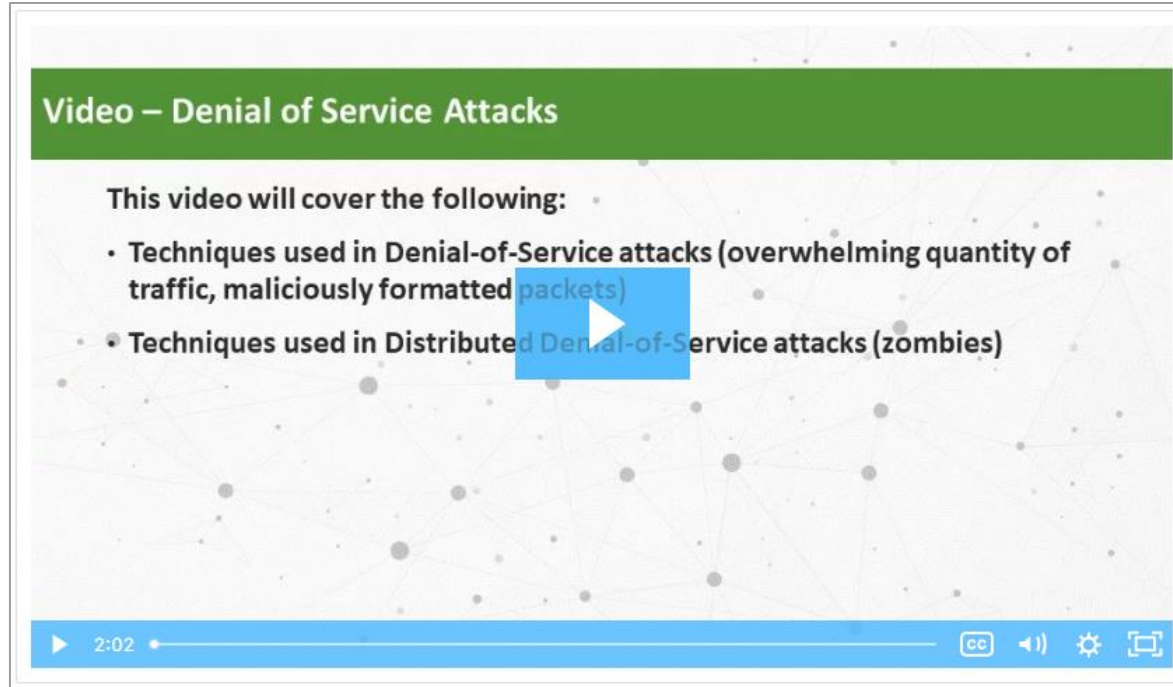 Video – Denial of Service Attacks
This video will cover the following:
• Techniques used in Denial-of-Service attacks (overwhelming quantity of
traffic, maliciously formatted packets)
• Techniques used in Distributed Denial-of-Service attacks (zombies)
2:02
CC